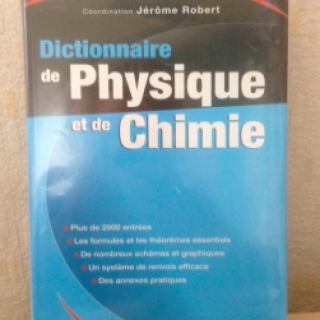 Coordination Jérôme Robert
Dictionnaire
de Physique
et de Chimie
Plus de 2000 entrées
Les formules et les théorèmes essentiels
De nombreux schémas et graphiques
Un système de renvois efficace
Des annexes pratiques